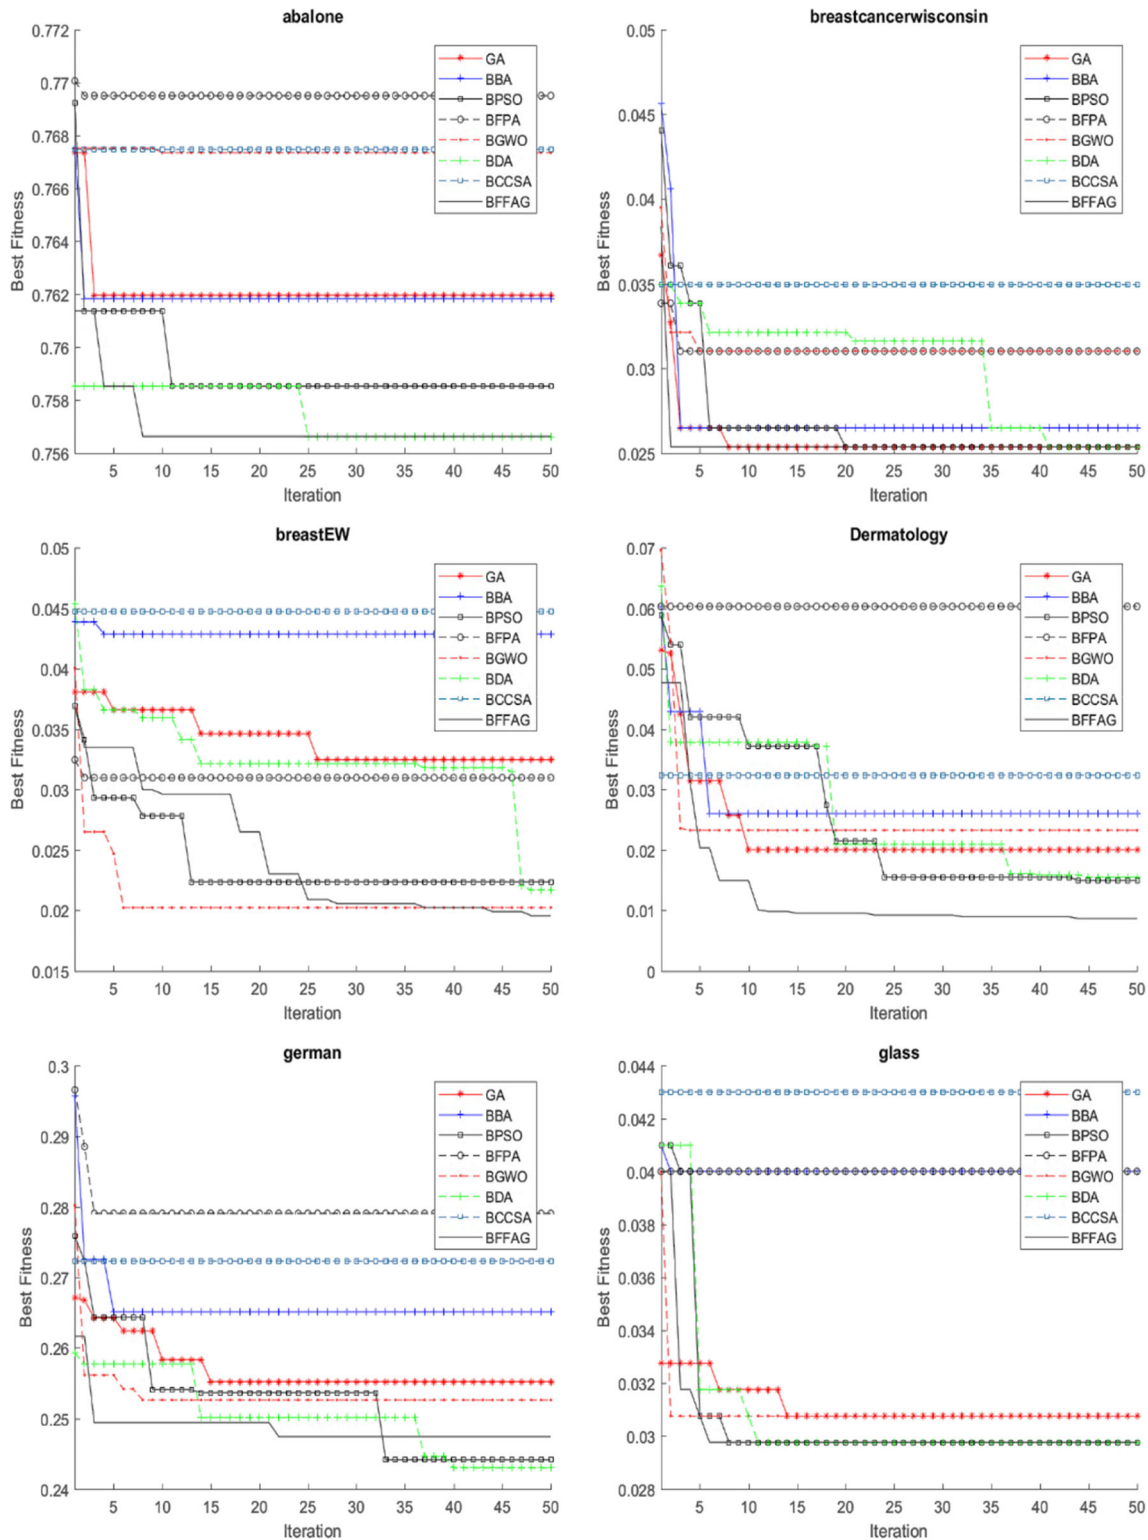 abalone
Best Fitness
0.772
0.77
0.768
0.766
0.764
0.762
0.76
0.758
0.756
5 10 15 20 25 30 35 40 45 50
Iteration
GA
BBA
BPSO
BFPA
BGWO
BDA
BCCSA
BFFAG
breastcancerwisconsin
Best Fitness
0.05
0.045
0.04
0.035
0.03
0.025
5 10 15 20 25 30 35 40 45 50
Iteration
GA
BBA
BPSO
BFPA
BGWO
BDA
BCCSA
BFFAG
breastEW
Best Fitness
0.05
0.045
0.04
0.035
0.03
0.025
0.02
0.015
5 10 15 20 25 30 35 40 45 50
Iteration
GA
BBA
BPSO
BFPA
BGWO
BDA
BCCSA
BFFAG
Dermatology
Best Fitness
0.07
0.06
0.05
0.04
0.03
0.02
0.01
0
5 10 15 20 25 30 35 40 45 50
Iteration
GA
BBA
BPSO
BFPA
BGWO
BDA
BCCSA
BFFAG
german
Best Fitness
0.3
0.29
0.28
0.27
0.26
0.25
0.24
5 10 15 20 25 30 35 40 45 50
Iteration
GA
BBA
BPSO
BFPA
BGWO
BDA
BCCSA
BFFAG
glass
Best Fitness
0.044
0.042
0.04
0.038
0.036
0.034
0.032
0.03
0.028
5 10 15 20 25 30 35 40 45 50
Iteration
GA
BBA
BPSO
BFPA
BGWO
BDA
BCCSA
BFFAG